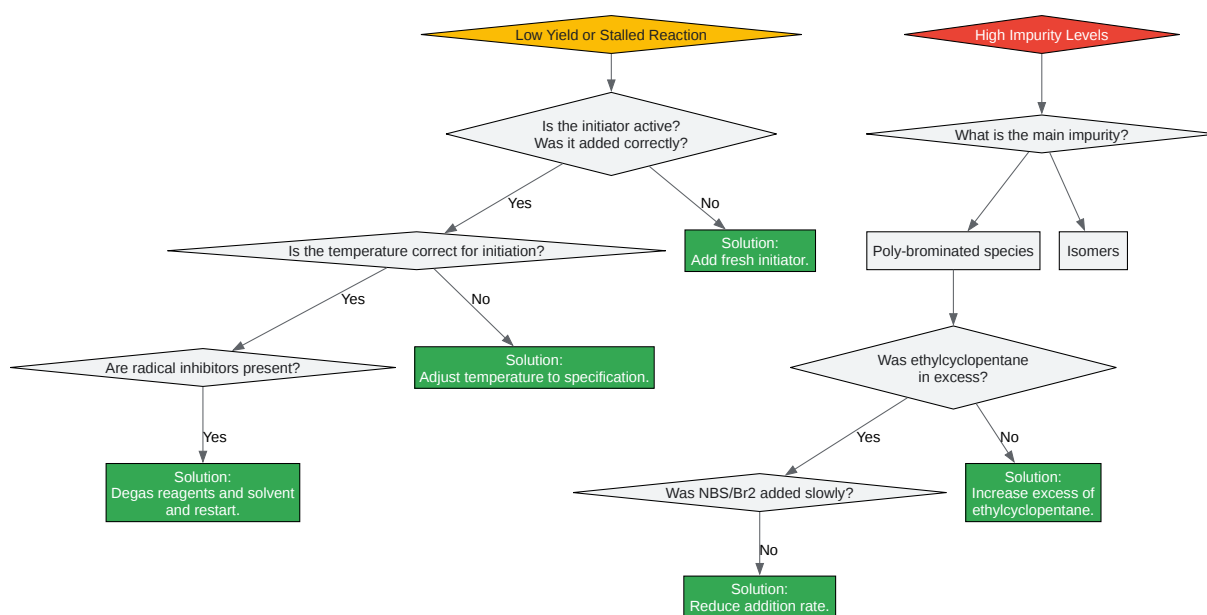 Low Yield or Stalled Reaction
High Impurity Levels
Is the initiator active?
Was it added correctly?
What is the main impurity?
Yes
No
Is the temperature correct for initiation?
Solution:
Add fresh initiator.
Poly-brominated species
Isomers
Yes
No
Are radical inhibitors present?
Solution:
Adjust temperature to specification.
Was ethylcyclopentane
in excess?
Yes
Yes
No
Solution:
Degas reagents and solvent
and restart.
Was NBS/Br2 added slowly?
Solution:
Increase excess of
ethylcyclopentane.
No
Solution:
Reduce addition rate.